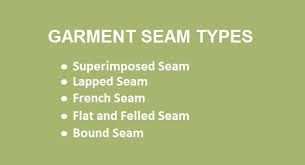 GARMENT SEAM TYPES
● Superimposed Seam
● Lapped Seam
● French Seam
● Flat and Felled Seam
● Bound Seam